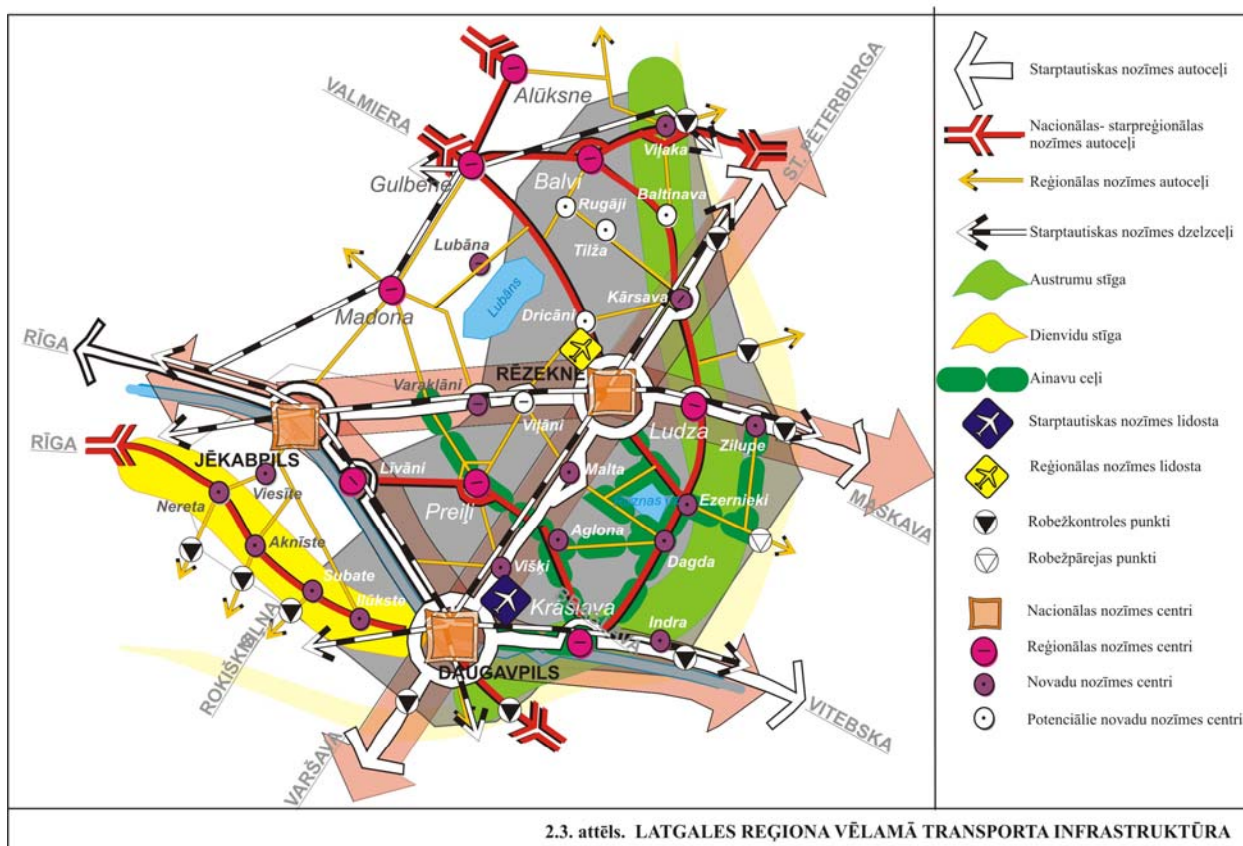 VALMIERA
Alūksne
ST. PĒTERBURGA
Gulbene
Balvi
Viļaka
Rugāji
Baltinava
Tilža
Lubāna
Lubāns
Kārsava
Madona
Dricāni
RĪGA
Varakļāni
RĒZEKNE
Viļāni
Ludza
Zilupe
RĪGA
JĒKABPILS
Līvāni
Malta
MASKAVA
Nereta
Viesīte
Preiļi
Ezernieki
Aknīste
Aglona
Dagda
Subate
Višķi
Ilūkste
Krāslava
Indra
ROKIŠĶI
DAUGAVPILS
VITEBSKA
VARŠAVA
Starptautiskas nozīmes autoceļi
Nacionālas- starpreģionālas
nozīmes autoceļi
Reģionālas nozīmes autoceļi
Starptautiskas nozīmes dzelzceļi
Austrumu stīga
Dienvidu stīga
Ainavu ceļi
Starptautiskas nozīmes lidosta
Reģionālas nozīmes lidosta
Robežkontroles punkti
Robežpārejas punkti
Nacionālas nozīmes centri
Reģionālas nozīmes centri
Novadu nozīmes centri
Potenciālie novadu nozīmes centri
2.3. attēls. LATGALES REĢIONA VĒLAMĀ TRANSPORTA INFRASTRUKTŪRA